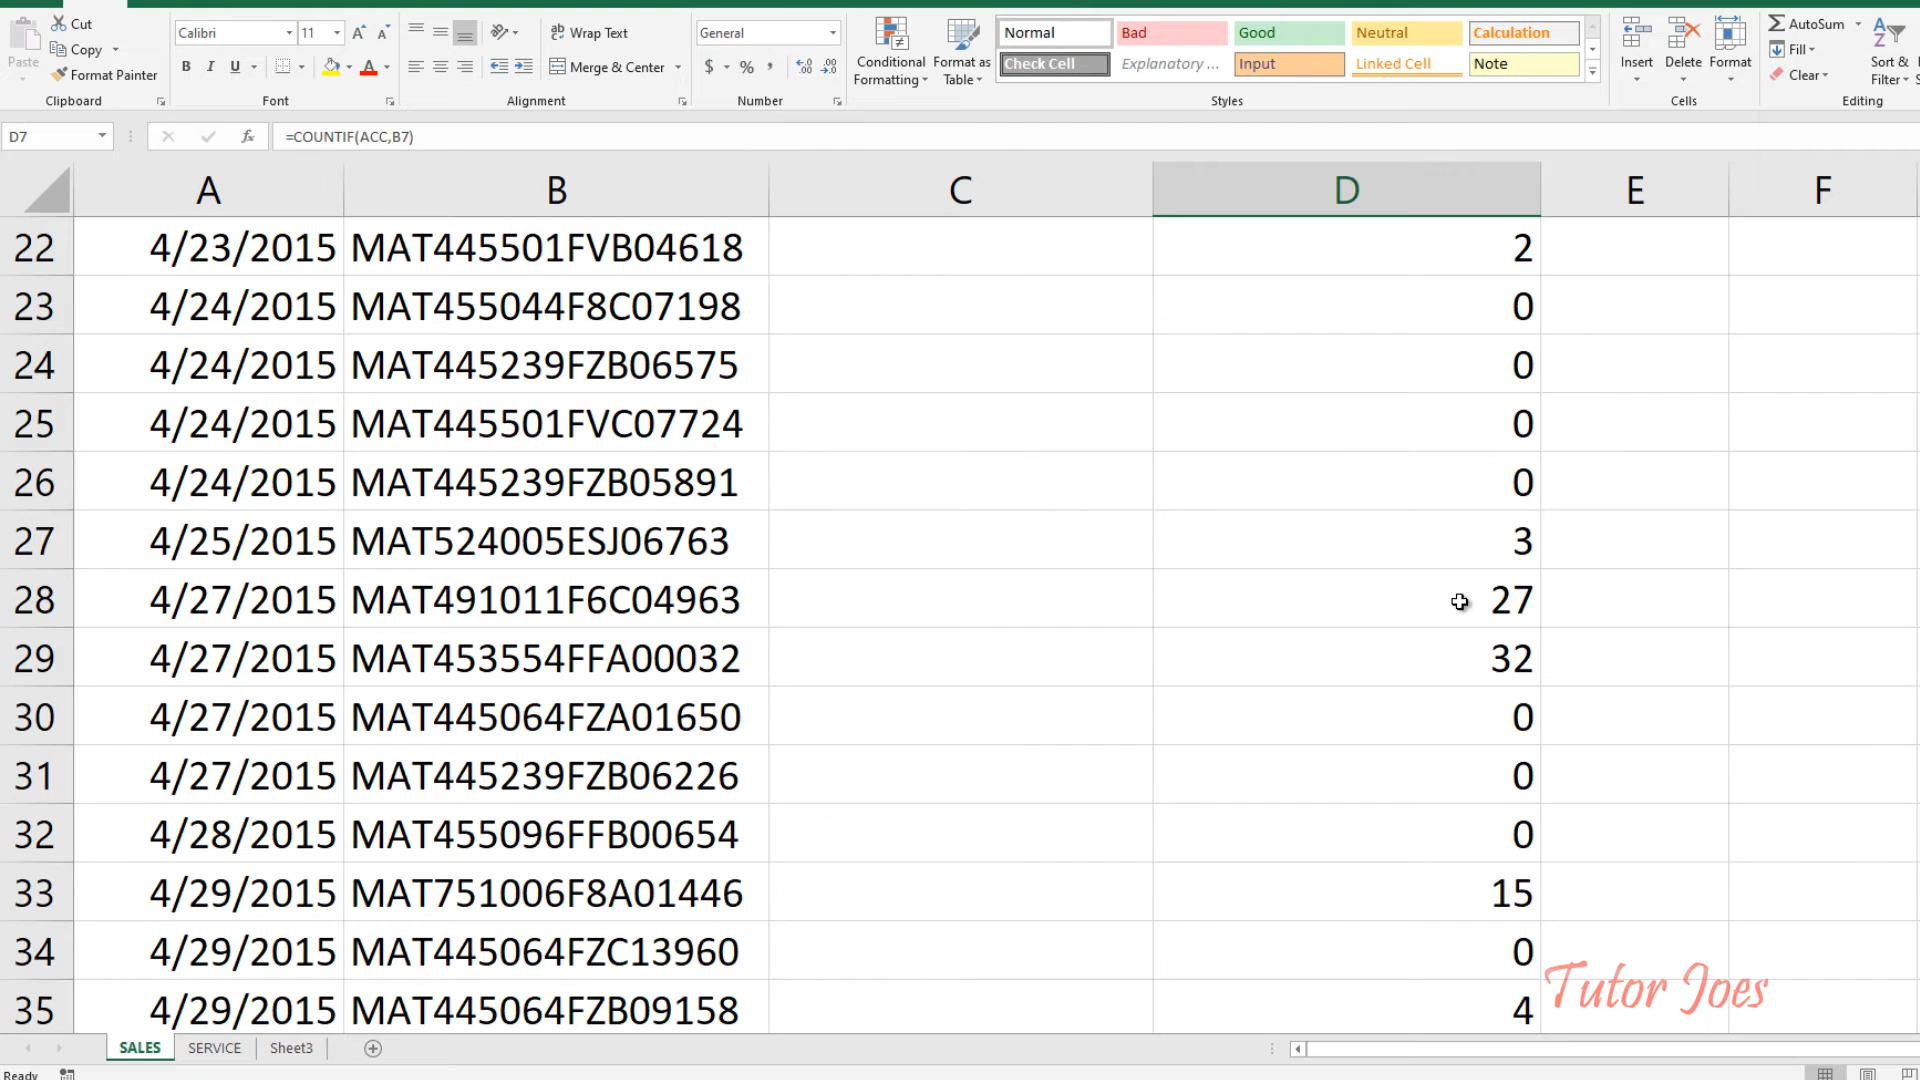 Cut
Calibri 11 A A
Wrap Text
General
Normal Bad Good Neutral Calculation
AutoSum
Paste
Copy
Format Painter
B I U A
Merge & Center
$ % ,
Conditional Formatting
Format as Table
Check Cell Explanatory ... Input Linked Cell Note
Insert Delete Format
Fill
Clear
Sort & Filter
Clipboard Font Alignment Number Styles Cells Editing
D7 fx =COUNTIF(ACC,B7)
A B C D E F
22 4/23/2015 MAT445501FVB04618 2
23 4/24/2015 MAT455044F8C07198 0
24 4/24/2015 MAT445239FZB06575 0
25 4/24/2015 MAT445501FVC07724 0
26 4/24/2015 MAT445239FZB05891 0
27 4/25/2015 MAT524005ESJ06763 3
28 4/27/2015 MAT491011F6C04963 27
29 4/27/2015 MAT453554FFA00032 32
30 4/27/2015 MAT445064FZA01650 0
31 4/27/2015 MAT445239FZB06226 0
32 4/28/2015 MAT455096FFB00654 0
33 4/29/2015 MAT751006F8A01446 15
34 4/29/2015 MAT445064FZC13960 0
35 4/29/2015 MAT445064FZB09158 4
Tutor Joes
SALES SERVICE Sheet3
Ready